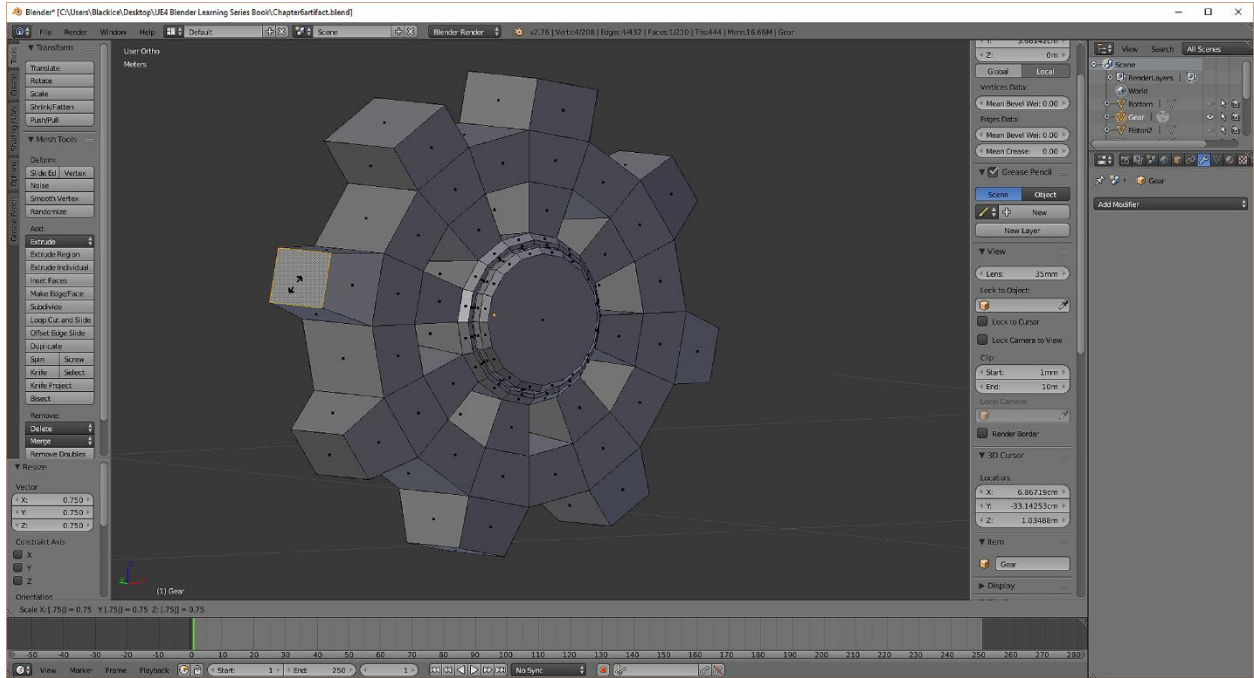 Blender* [C:\Users\BlackIce\Desktop\UE4 Blender Learning Series Book\Chapter6artifact.blend]
File Render Window Help Default Scene Blender Render v2.76 | Verts:4/208 | Edges:4/432 | Faces:1/210 | Tris:444 | Mem:16.66M | Gear
Tools
Create
Shading / UVs
Options
Grease Pencil
▼ Transform
Translate
Rotate
Scale
Shrink/Fatten
Push/Pull
▼ Mesh Tools
Deform:
Slide Ed Vertex
Noise
Smooth Vertex
Randomize
Add:
Extrude
Extrude Region
Extrude Individual
Inset Faces
Make Edge/Face
Subdivide
Loop Cut and Slide
Offset Edge Slide
Duplicate
Spin Screw
Knife Select
Knife Project
Bisect
Remove:
Delete
Merge
Remove Doubles
▼ Resize
Vector
X: 0.750
Y: 0.750
Z: 0.750
Constraint Axis
X
Y
Z
Orientation
User Ortho
Meters
(1) Gear
Scale X: [.75|] = 0.75 Y: [.75|] = 0.75 Z: [.75|] = 0.75
Z: 0m
Global Local
Vertices Data:
Mean Bevel Wei: 0.00
Edges Data:
Mean Bevel Wei: 0.00
Mean Crease: 0.00
▼ Grease Pencil
Scene Object
New
New Layer
▼ View
Lens: 35mm
Lock to Object:
Lock to Cursor
Lock Camera to View
Clip:
Start: 1mm
End: 10m
Local Camera:
Render Border
▼ 3D Cursor
Location:
X: 6.86719cm
Y: -33.14253cm
Z: 1.03488m
▼ Item
Gear
▶ Display
View Search All Scenes
Scene
RenderLayers
World
Bottom
Gear
Piston2
Gear
Add Modifier
-50 -40 -30 -20 -10 0 10 20 30 40 50 60 70 80 90 100 110 120 130 140 150 160 170 180 190 200 210 220 230 240 250 260 270 280
View Marker Frame Playback Start: 1 End: 250 1 No Sync